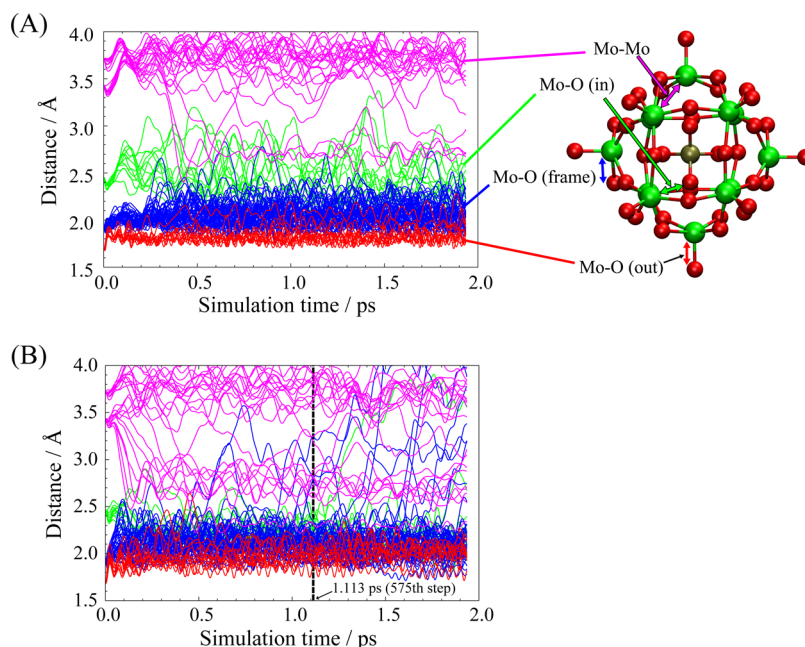 (A)
4.0
3.5
3.0
2.5
2.0
1.5
Distance / Å
0.0 0.5 1.0 1.5 2.0
Simulation time / ps
Mo-Mo
Mo-O (in)
Mo-O (frame)
Mo-O (out)
(B)
4.0
3.5
3.0
2.5
2.0
1.5
Distance / Å
1.113 ps (575th step)
0.0 0.5 1.0 1.5 2.0
Simulation time / ps